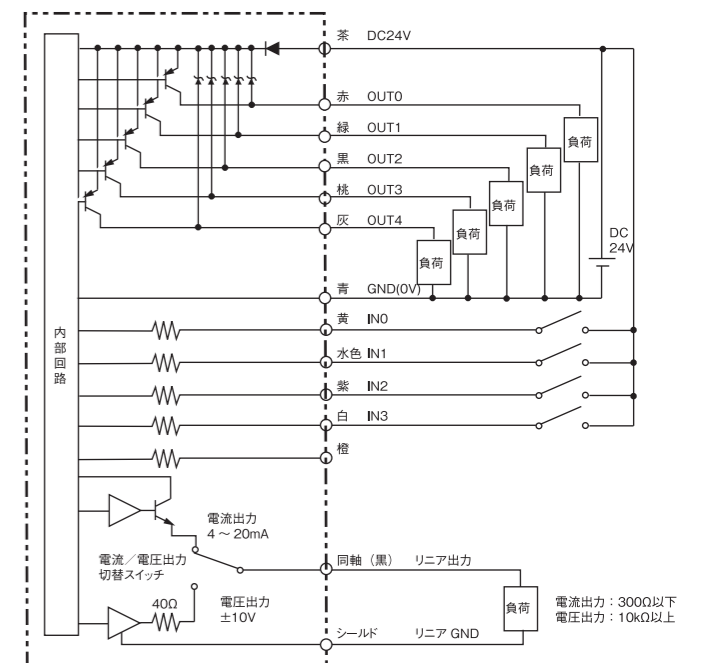 茶 DC24V
赤 OUT0
負荷
緑 OUT1
負荷
黒 OUT2
負荷
桃 OUT3
負荷
灰 OUT4
負荷
DC
24V
青 GND(0V)
黄 IN0
内部回路
水色 IN1
紫 IN2
白 IN3
橙
電流出力
4～20mA
電流／電圧出力
切替スイッチ
同軸（黒） リニア出力
40Ω
電圧出力
±10V
負荷
電流出力：300Ω以下
電圧出力：10kΩ以上
シールド リニア GND